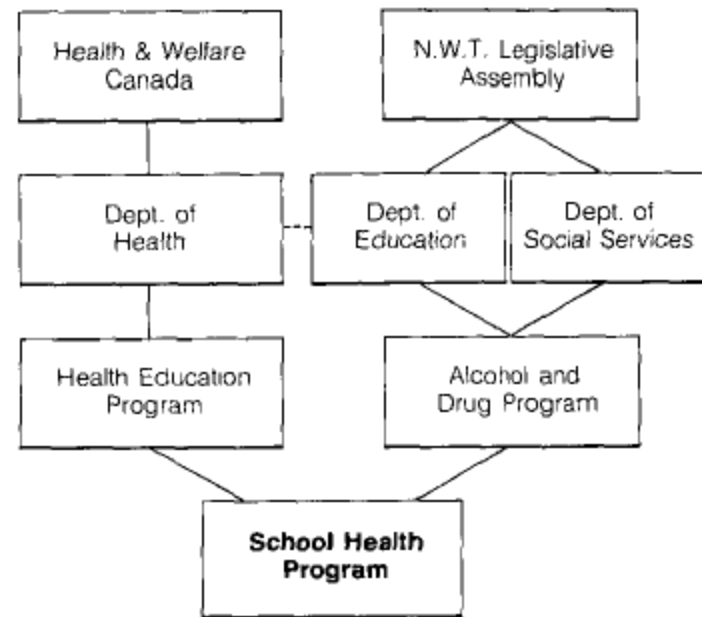 Health & Welfare
Canada
N.W.T. Legislative
Assembly
Dept. of
Health
Dept. of
Education
Dept. of
Social Services
Health Education
Program
Alcohol and
Drug Program
School Health
Program